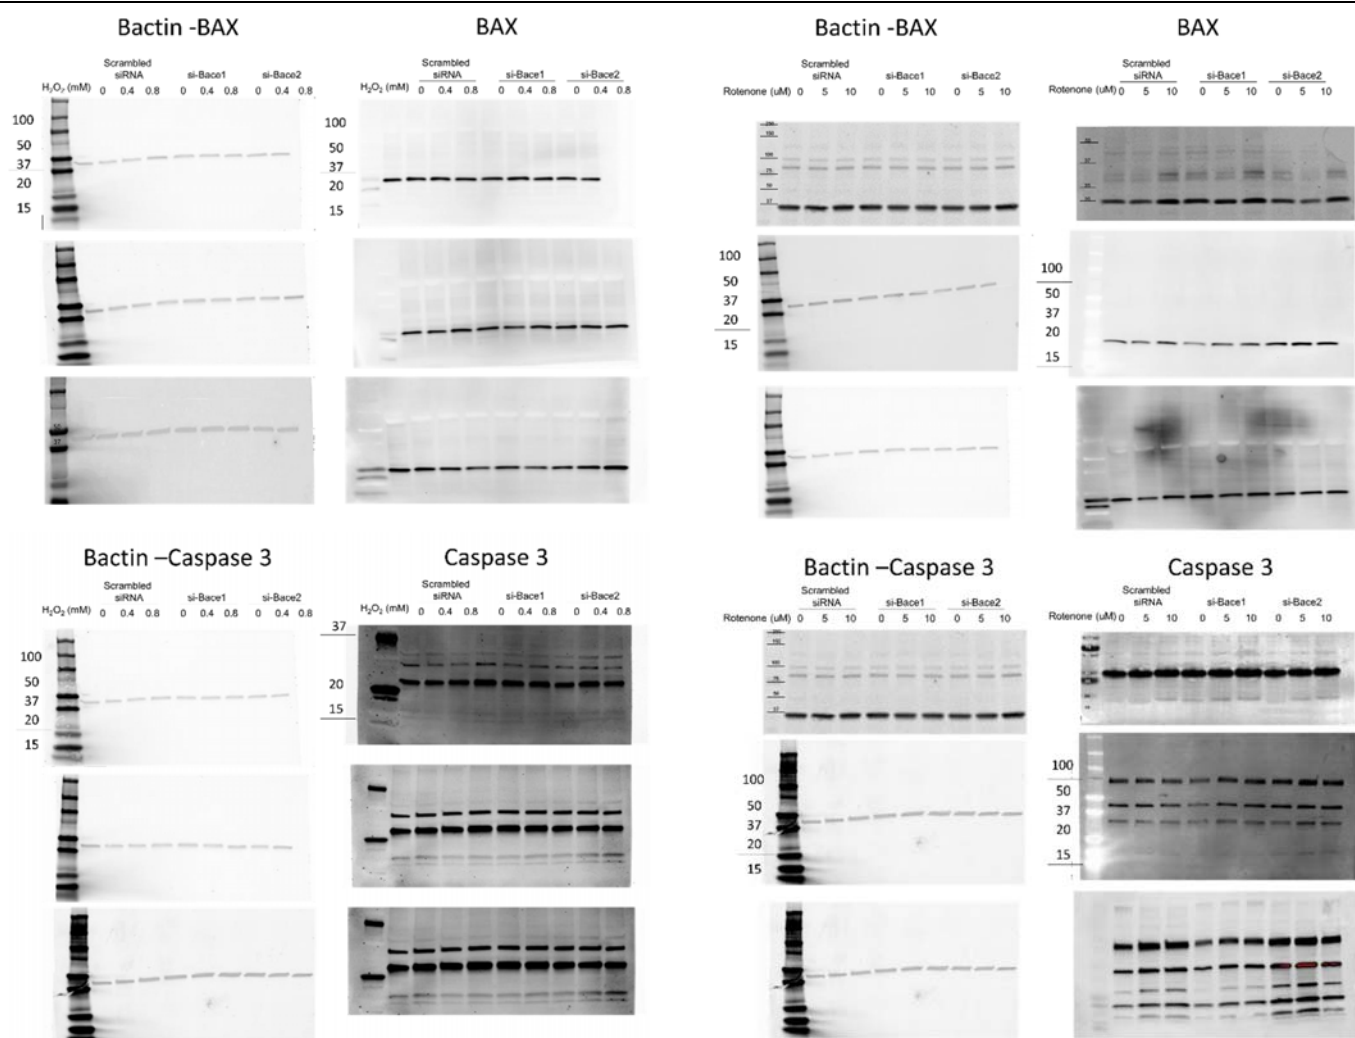 Bactin -BAX
Scrambled
siRNA si-Bace1 si-Bace2
(mM) 0 0.4 0.8 0 0.4 0.8 0 0.4 0.8
100
50
37
20
15
BAX
Scrambled
siRNA si-Bace1 si-Bace2
H₂O₂ (mM) 0 0.4 0.8 0 0.4 0.8 0 0.4 0.8
100
50
37
20
15
Bactin -BAX
Scrambled
siRNA si-Bace1 si-Bace2
Rotenone (uM) 0 5 10 0 5 10 0 5 10
100
50
37
20
15
BAX
Scrambled
siRNA si-Bace1 si-Bace2
Rotenone (uM) 0 5 10 0 5 10 0 5 10
100
50
37
20
15
Bactin –Caspase 3
Scrambled
siRNA si-Bace1 si-Bace2
H₂O₂ (mM) 0 0.4 0.8 0 0.4 0.8 0 0.4 0.8
100
50
37
20
15
Caspase 3
Scrambled
siRNA si-Bace1 si-Bace2
H₂O₂ (mM) 0 0.4 0.8 0 0.4 0.8 0 0.4 0.8
37
20
15
Bactin –Caspase 3
Scrambled
siRNA si-Bace1 si-Bace2
Rotenone (uM) 0 5 10 0 5 10 0 5 10
100
50
37
20
15
Caspase 3
Scrambled
siRNA si-Bace1 si-Bace2
Rotenone (uM) 0 5 10 0 5 10 0 5 10
100
50
37
20
15